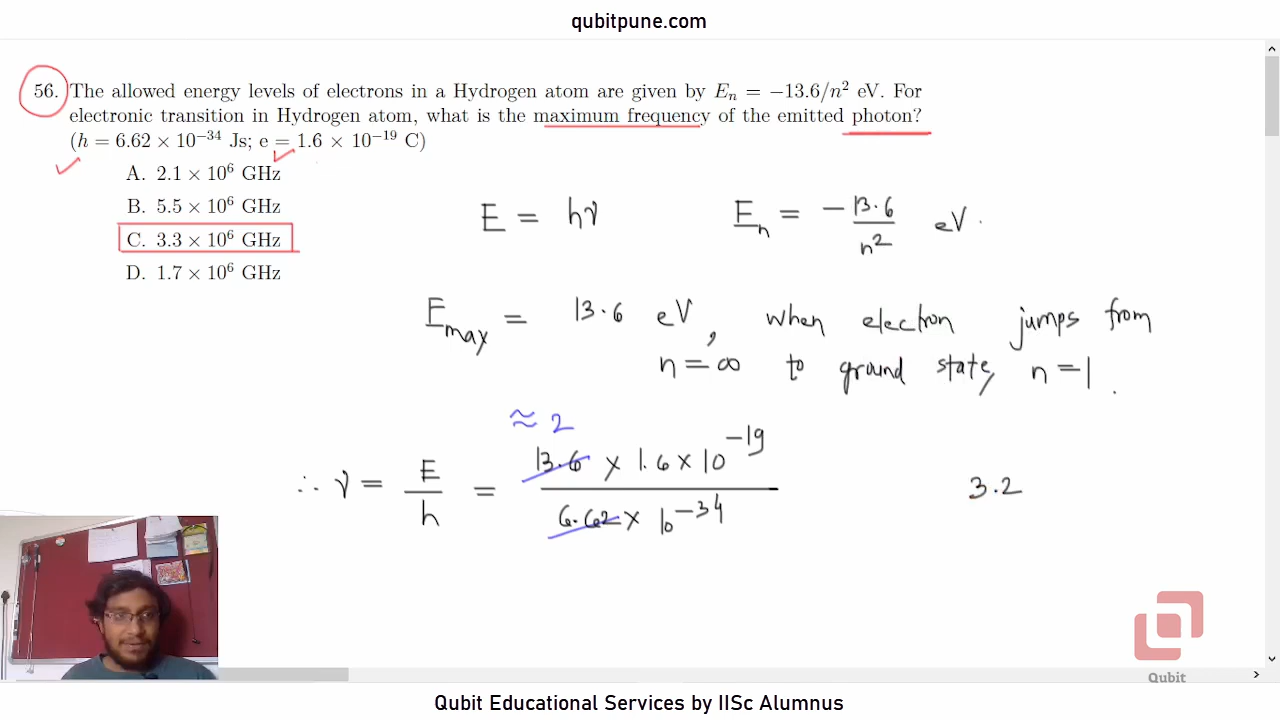 qubitpune.com
56. The allowed energy levels of electrons in a Hydrogen atom are given by Eₙ = −13.6/n² eV. For
electronic transition in Hydrogen atom, what is the maximum frequency of the emitted photon?
(h = 6.62 × 10⁻³⁴ Js; e = 1.6 × 10⁻¹⁹ C)
A. 2.1 × 10⁶ GHz
B. 5.5 × 10⁶ GHz
C. 3.3 × 10⁶ GHz
D. 1.7 × 10⁶ GHz
E = hν
Eₙ = −13.6/n² eV.
E_max = 13.6 eV, when electron jumps from
n = ∞ to ground state, n = 1.
≈ 2
∴ ν = E/h = 13.6 × 1.6 × 10⁻¹⁹ / 6.62 × 10⁻³⁴
3.2
Qubit
Qubit Educational Services by IISc Alumnus